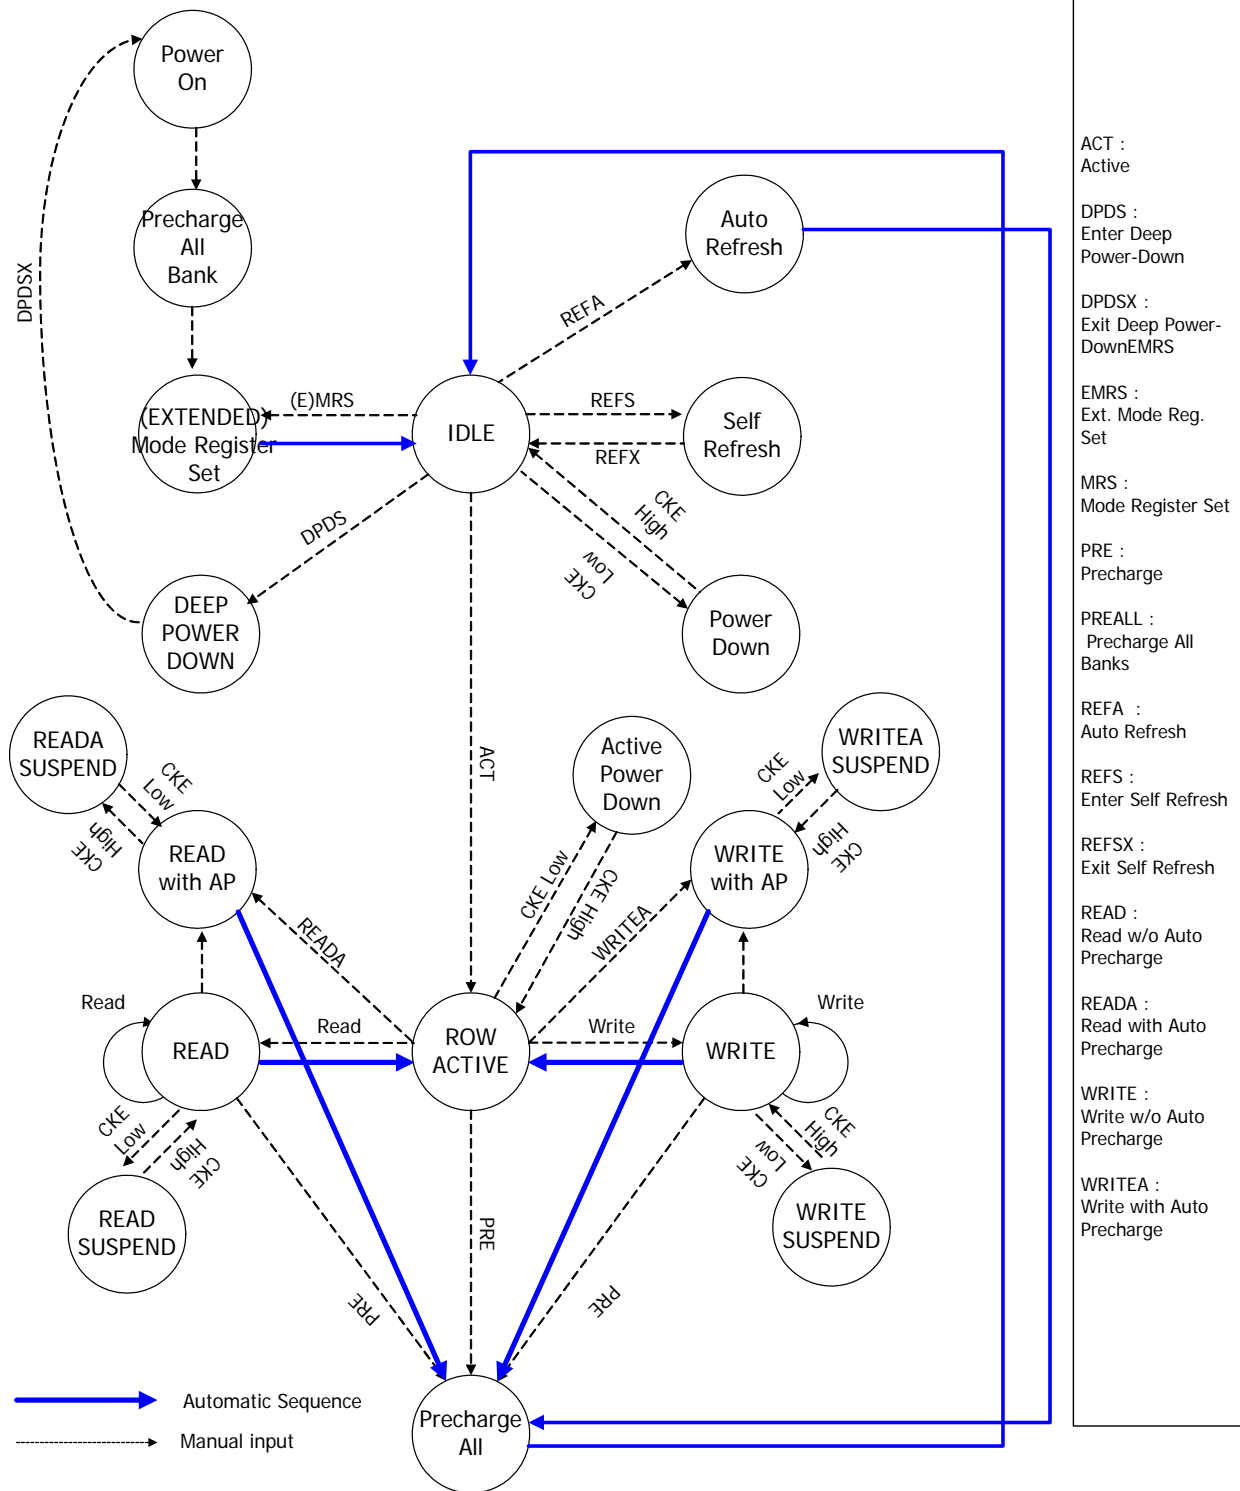 Power
On
Precharge
All
Bank
DPDSX
Auto
Refresh
REFA
(EXTENDED)
Mode Register
Set
(E)MRS
IDLE
REFS
REFX
Self
Refresh
CKE
High
CKE
Low
DPDS
DEEP
POWER
DOWN
Power
Down
READA
SUSPEND
CKE
Low
CKE
High
READ
with AP
ACT
Active
Power
Down
CKE Low
CKE High
WRITEA
SUSPEND
CKE
Low
CKE
High
WRITE
with AP
READA
WRITEA
Read
READ
Read
ROW
ACTIVE
Write
WRITE
Write
CKE
Low
CKE
High
READ
SUSPEND
CKE
High
CKE
Low
WRITE
SUSPEND
PRE
PRE
PRE
Precharge
All
Automatic Sequence
Manual input
ACT :
Active
DPDS :
Enter Deep
Power-Down
DPDSX :
Exit Deep Power-
DownEMRS
EMRS :
Ext. Mode Reg.
Set
MRS :
Mode Register Set
PRE :
Precharge
PREALL :
Precharge All
Banks
REFA :
Auto Refresh
REFS :
Enter Self Refresh
REFSX :
Exit Self Refresh
READ :
Read w/o Auto
Precharge
READA :
Read with Auto
Precharge
WRITE :
Write w/o Auto
Precharge
WRITEA :
Write with Auto
Precharge